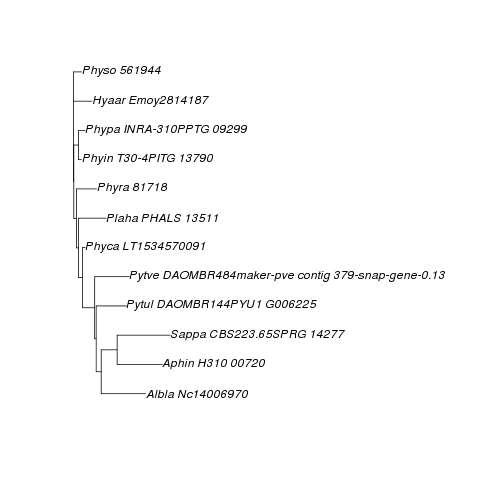 Physo 561944
Hyaar Emoy2814187
Phypa INRA-310PPTG 09299
Phyin T30-4PITG 13790
Phyra 81718
Plaha PHALS 13511
Phyca LT1534570091
Pytve DAOMBR484maker-pve contig 379-snap-gene-0.13
Pytul DAOMBR144PYU1 G006225
Sappa CBS223.65SPRG 14277
Aphin H310 00720
Albla Nc14006970